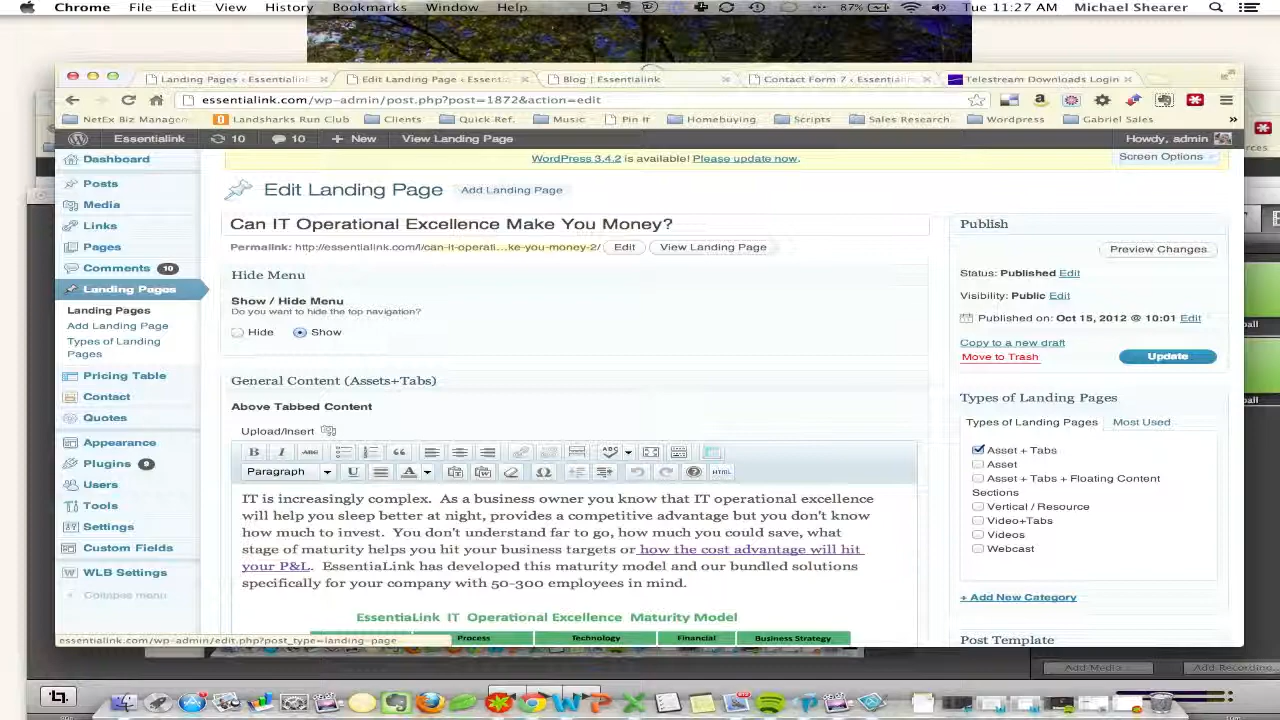 Chrome File Edit View History Bookmarks Window Help 87% Tue 11:27 AM Michael Shearer
Landing Pages ‹ Essentialink Edit Landing Page ‹ Essent... Blog | Essentialink Contact Form 7 ‹ Essentialin Telestream Downloads Login
essentialink.com/wp-admin/post.php?post=1872&action=edit
NetEx Biz Manager Landsharks Run Club Clients Quick Ref. Music Pin It Homebuying Scripts Sales Research Wordpress Gabriel Sales »
Essentialink 10 10 + New View Landing Page Howdy, admin
WordPress 3.4.2 is available! Please update now.
Screen Options
Dashboard
Posts
Media
Links
Pages
Comments 10
Landing Pages
Landing Pages
Add Landing Page
Types of Landing
Pages
Pricing Table
Contact
Quotes
Appearance
Plugins 9
Users
Tools
Settings
Custom Fields
WLB Settings
Collapse menu
essentialink.com/wp-admin/edit.php?post_type=landing-page
Edit Landing Page Add Landing Page
Can IT Operational Excellence Make You Money?
Permalink: http://essentialink.com/l/can-it-operati...ke-you-money-2/ Edit View Landing Page
Hide Menu
Show / Hide Menu
Do you want to hide the top navigation?
Hide Show
General Content (Assets+Tabs)
Above Tabbed Content
Upload/Insert
B I ABC ABC
Paragraph U A Ω HTML
IT is increasingly complex. As a business owner you know that IT operational excellence
will help you sleep better at night, provides a competitive advantage but you don't know
how much to invest. You don't understand far to go, how much you could save, what
stage of maturity helps you hit your business targets or how the cost advantage will hit
your P&L. EssentiaLink has developed this maturity model and our bundled solutions
specifically for your company with 50-300 employees in mind.
EssentiaLink IT Operational Excellence Maturity Model
Process Technology Financial Business Strategy
Publish
Preview Changes
Status: Published Edit
Visibility: Public Edit
Published on: Oct 15, 2012 @ 10:01 Edit
Copy to a new draft
Move to Trash Update
Types of Landing Pages
Types of Landing Pages Most Used
Asset + Tabs
Asset
Asset + Tabs + Floating Content
Sections
Vertical / Resource
Video+Tabs
Videos
Webcast
+ Add New Category
Post Template
Add Media... Add Recording...